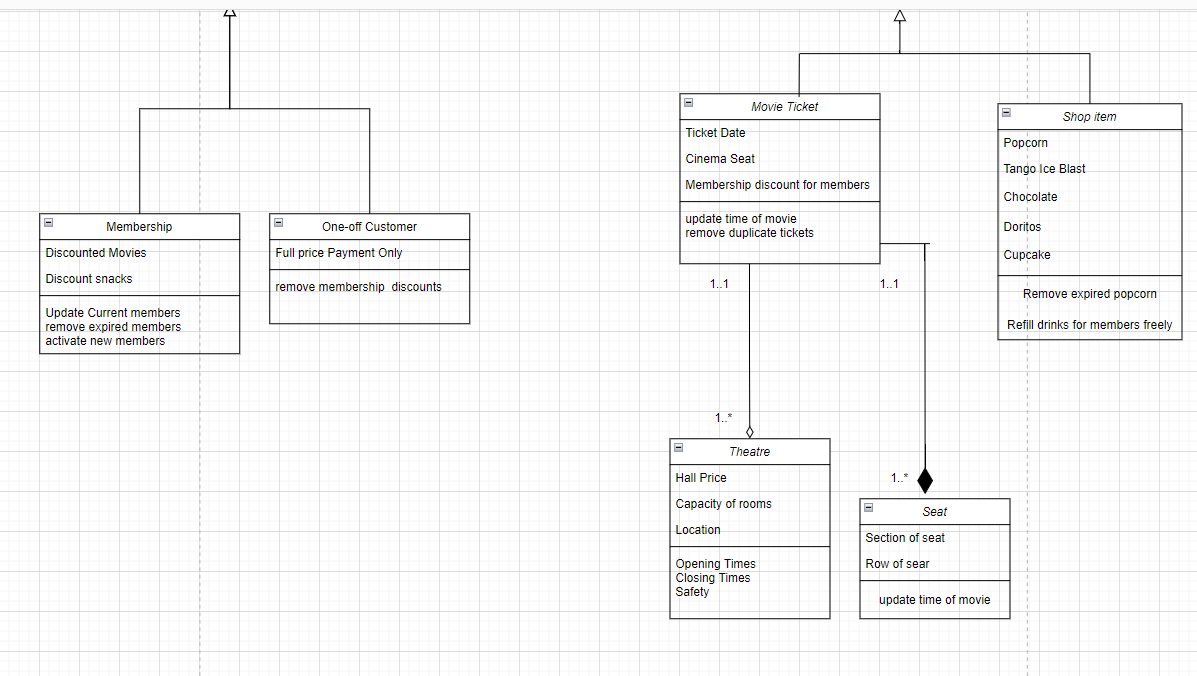 Membership
Discounted Movies
Discount snacks
Update Current members
remove expired members
activate new members
One-off Customer
Full price Payment Only
remove membership discounts
Movie Ticket
Ticket Date
Cinema Seat
Membership discount for members
update time of movie
remove duplicate tickets
Shop item
Popcorn
Tango Ice Blast
Chocolate
Doritos
Cupcake
Remove expired popcorn
Refill drinks for members freely
1..1
1..1
1..*
1..*
Theatre
Hall Price
Capacity of rooms
Location
Opening Times
Closing Times
Safety
Seat
Section of seat
Row of sear
update time of movie